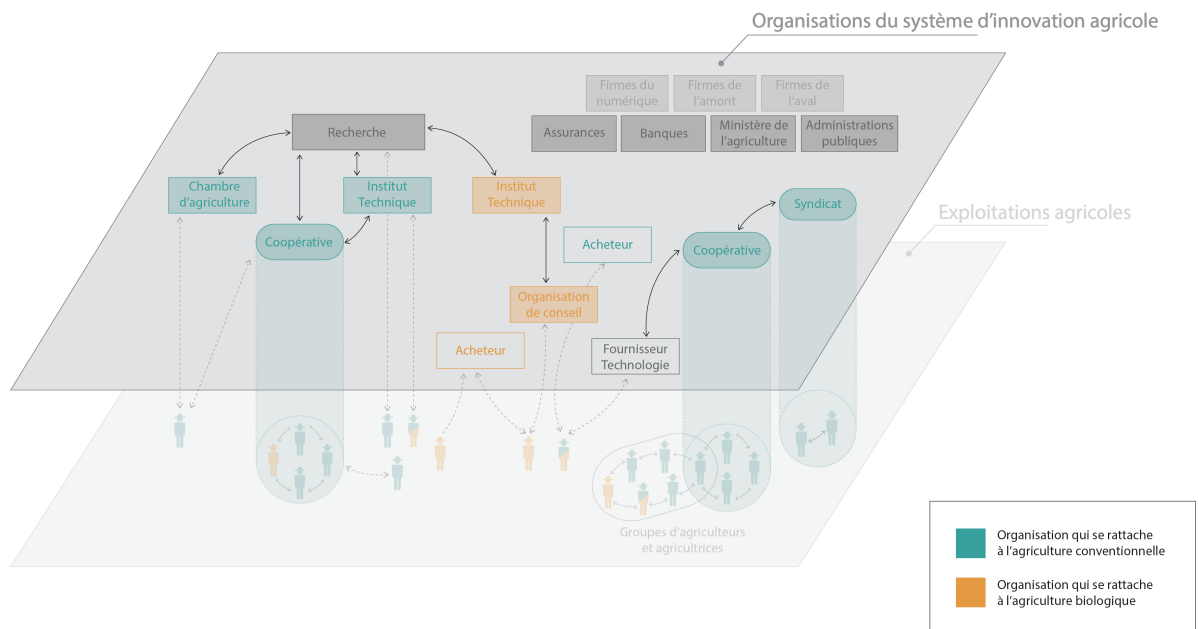 Organisations du système d'innovation agricole
Firmes du
numérique
Firmes de
l'amont
Firmes de
l'aval
Assurances
Banques
Ministère de
l'agriculture
Administrations
publiques
Recherche
Chambre
d'agriculture
Institut
Technique
Institut
Technique
Syndicat
Exploitations agricoles
Coopérative
Acheteur
Coopérative
Organisation
de conseil
Acheteur
Fournisseur
Technologie
Groupes d'agriculteurs
et agricultrices
Organisation qui se rattache
à l'agriculture conventionnelle
Organisation qui se rattache
à l'agriculture biologique